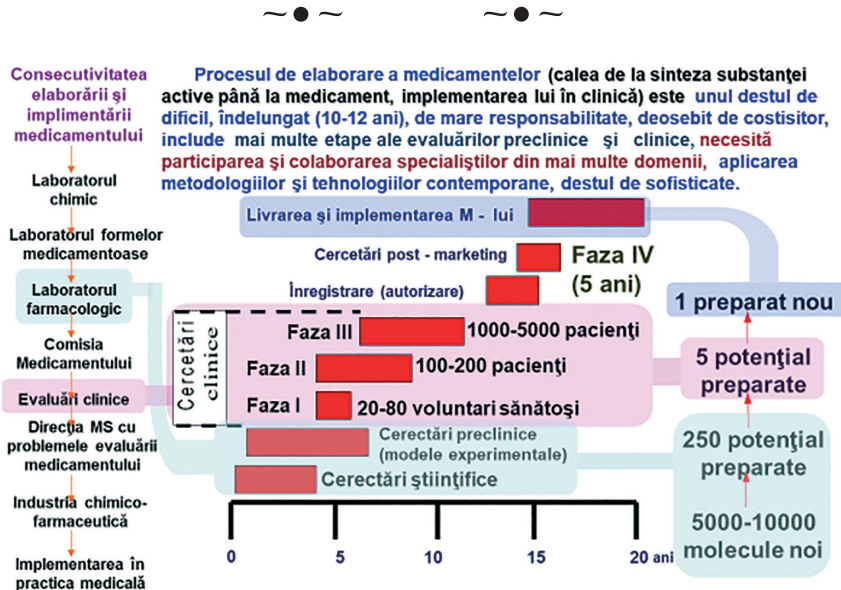 Consecutivitatea
elaborării şi
implimentării
medicamentului
Laboratorul
chimic
Laboratorul formelor
medicamentoase
Laboratorul
farmacologic
Comisia
Medicamentului
Evaluări clinice
Direcţia MS cu
problemele evaluării
medicamentului
Industria chimico-
farmaceutică
Implementarea în
practica medicală
Procesul de elaborare a medicamentelor (calea de la sinteza substanţei
active până la medicament, implementarea lui în clinică) este unul destul de
dificil, îndelungat (10-12 ani), de mare responsabilitate, deosebit de costisitor,
include mai multe etape ale evaluărilor preclinice şi clinice, necesită
participarea şi colaborarea specialiştilor din mai multe domenii, aplicarea
metodologiilor şi tehnologiilor contemporane, destul de sofisticate.
Livrarea şi implementarea M - lui
Cercetări post - marketing
Faza IV
(5 ani)
Înregistrare (autorizare)
Cercetări
clinice
Faza III
1000-5000 pacienţi
Faza II
100-200 pacienţi
Faza I
20-80 voluntari sănătoşi
Cerectări preclinice
(modele experimentale)
Cerectări ştiinţifice
0
5
10
15
20 ani
1 preparat nou
5 potenţial
preparate
250 potenţial
preparate
5000-10000
molecule noi